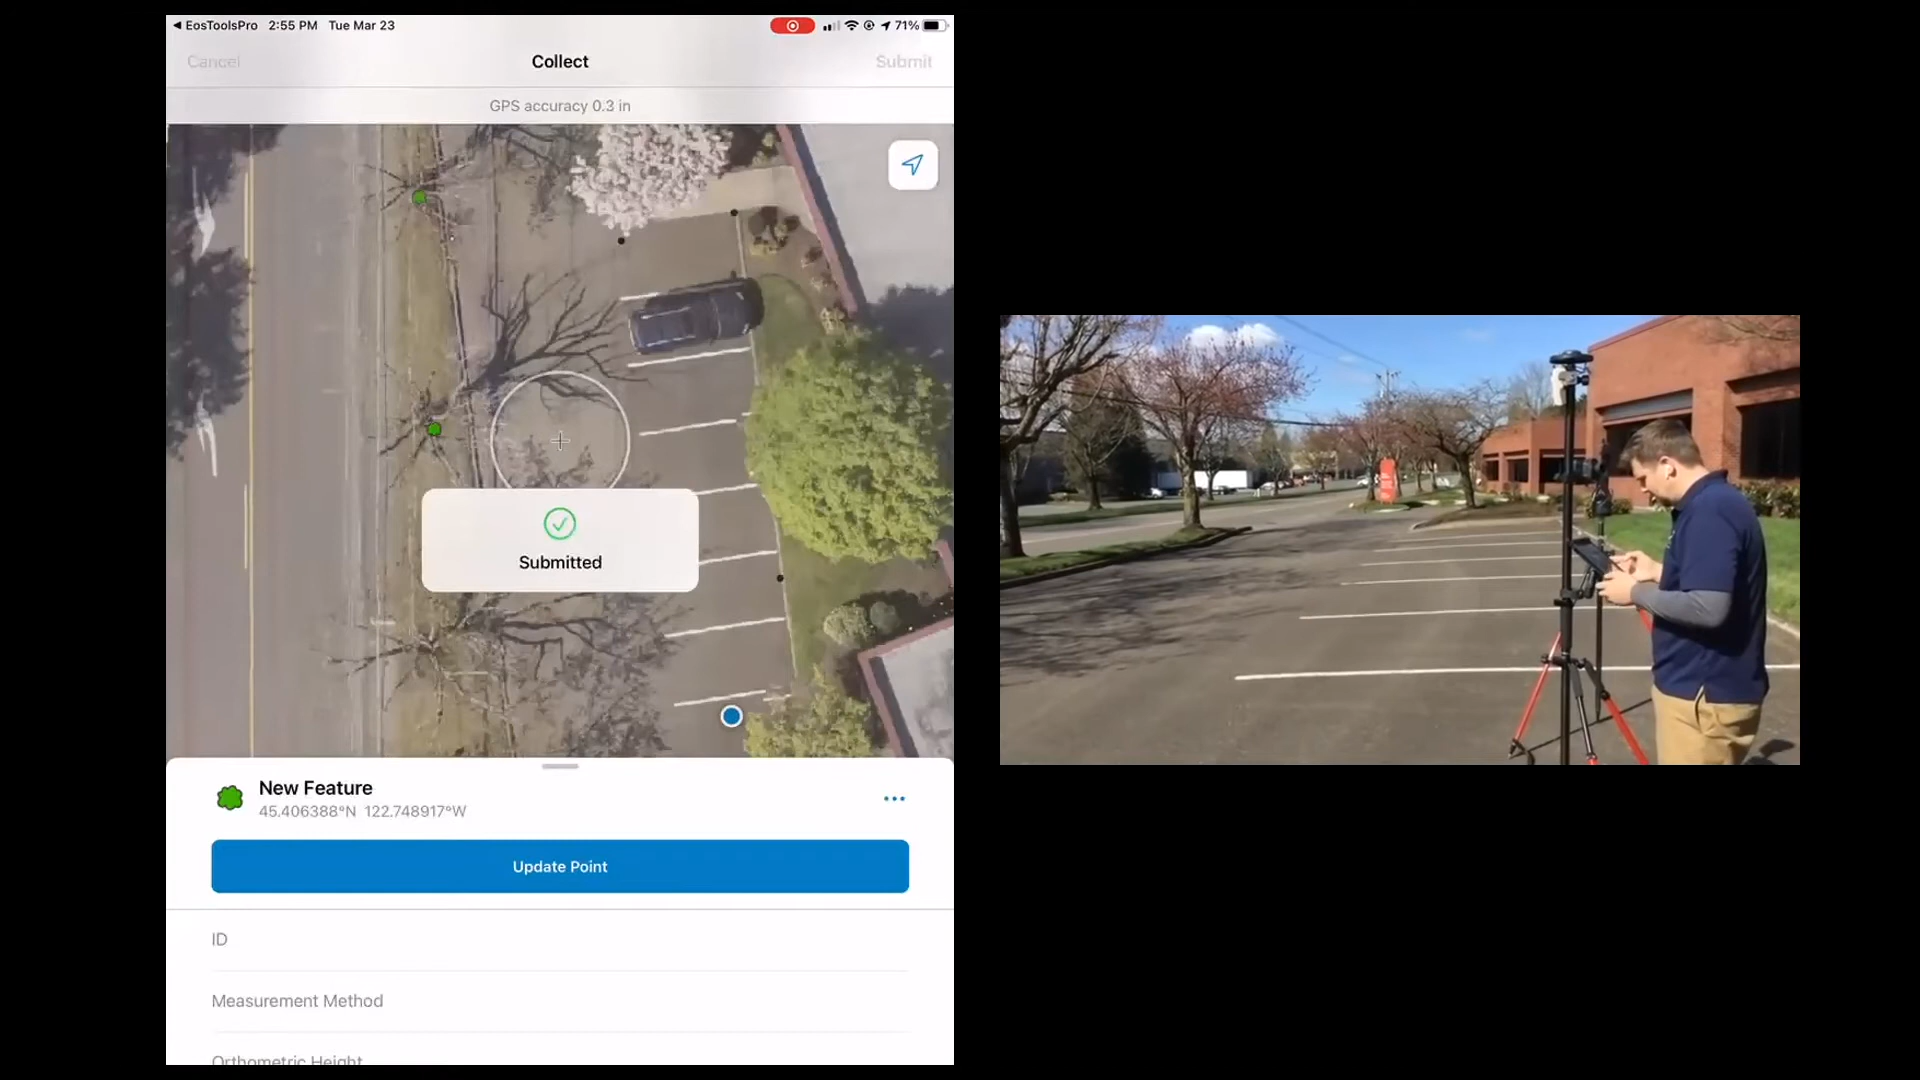 EosToolsPro 2:55 PM Tue Mar 23 71%
Cancel Collect Submit
GPS accuracy 0.3 in
Submitted
New Feature
45.406388°N 122.748917°W
Update Point
ID
Measurement Method
Orthometric Height